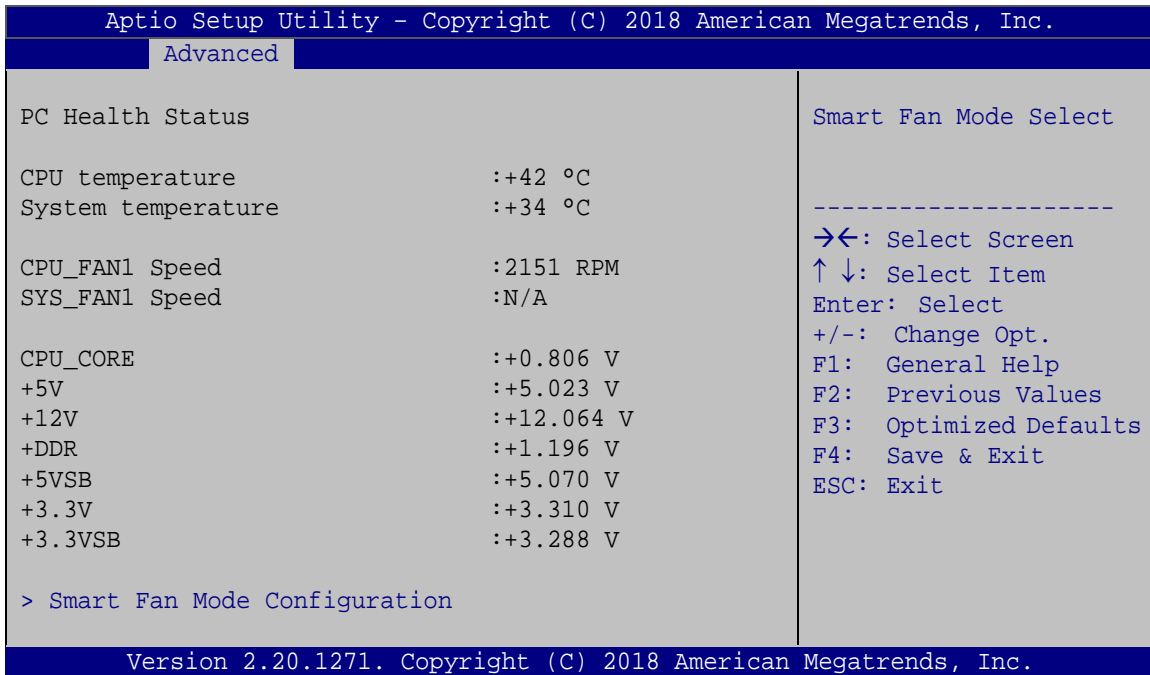 Aptio Setup Utility – Copyright (C) 2018 American Megatrends, Inc.
Advanced
PC Health Status
CPU temperature :+42 °C
System temperature :+34 °C
CPU_FAN1 Speed :2151 RPM
SYS_FAN1 Speed :N/A
CPU_CORE :+0.806 V
+5V :+5.023 V
+12V :+12.064 V
+DDR :+1.196 V
+5VSB :+5.070 V
+3.3V :+3.310 V
+3.3VSB :+3.288 V
> Smart Fan Mode Configuration
Smart Fan Mode Select
---------------------
→←: Select Screen
↑ ↓: Select Item
Enter: Select
+/-: Change Opt.
F1: General Help
F2: Previous Values
F3: Optimized Defaults
F4: Save & Exit
ESC: Exit
Version 2.20.1271. Copyright (C) 2018 American Megatrends, Inc.